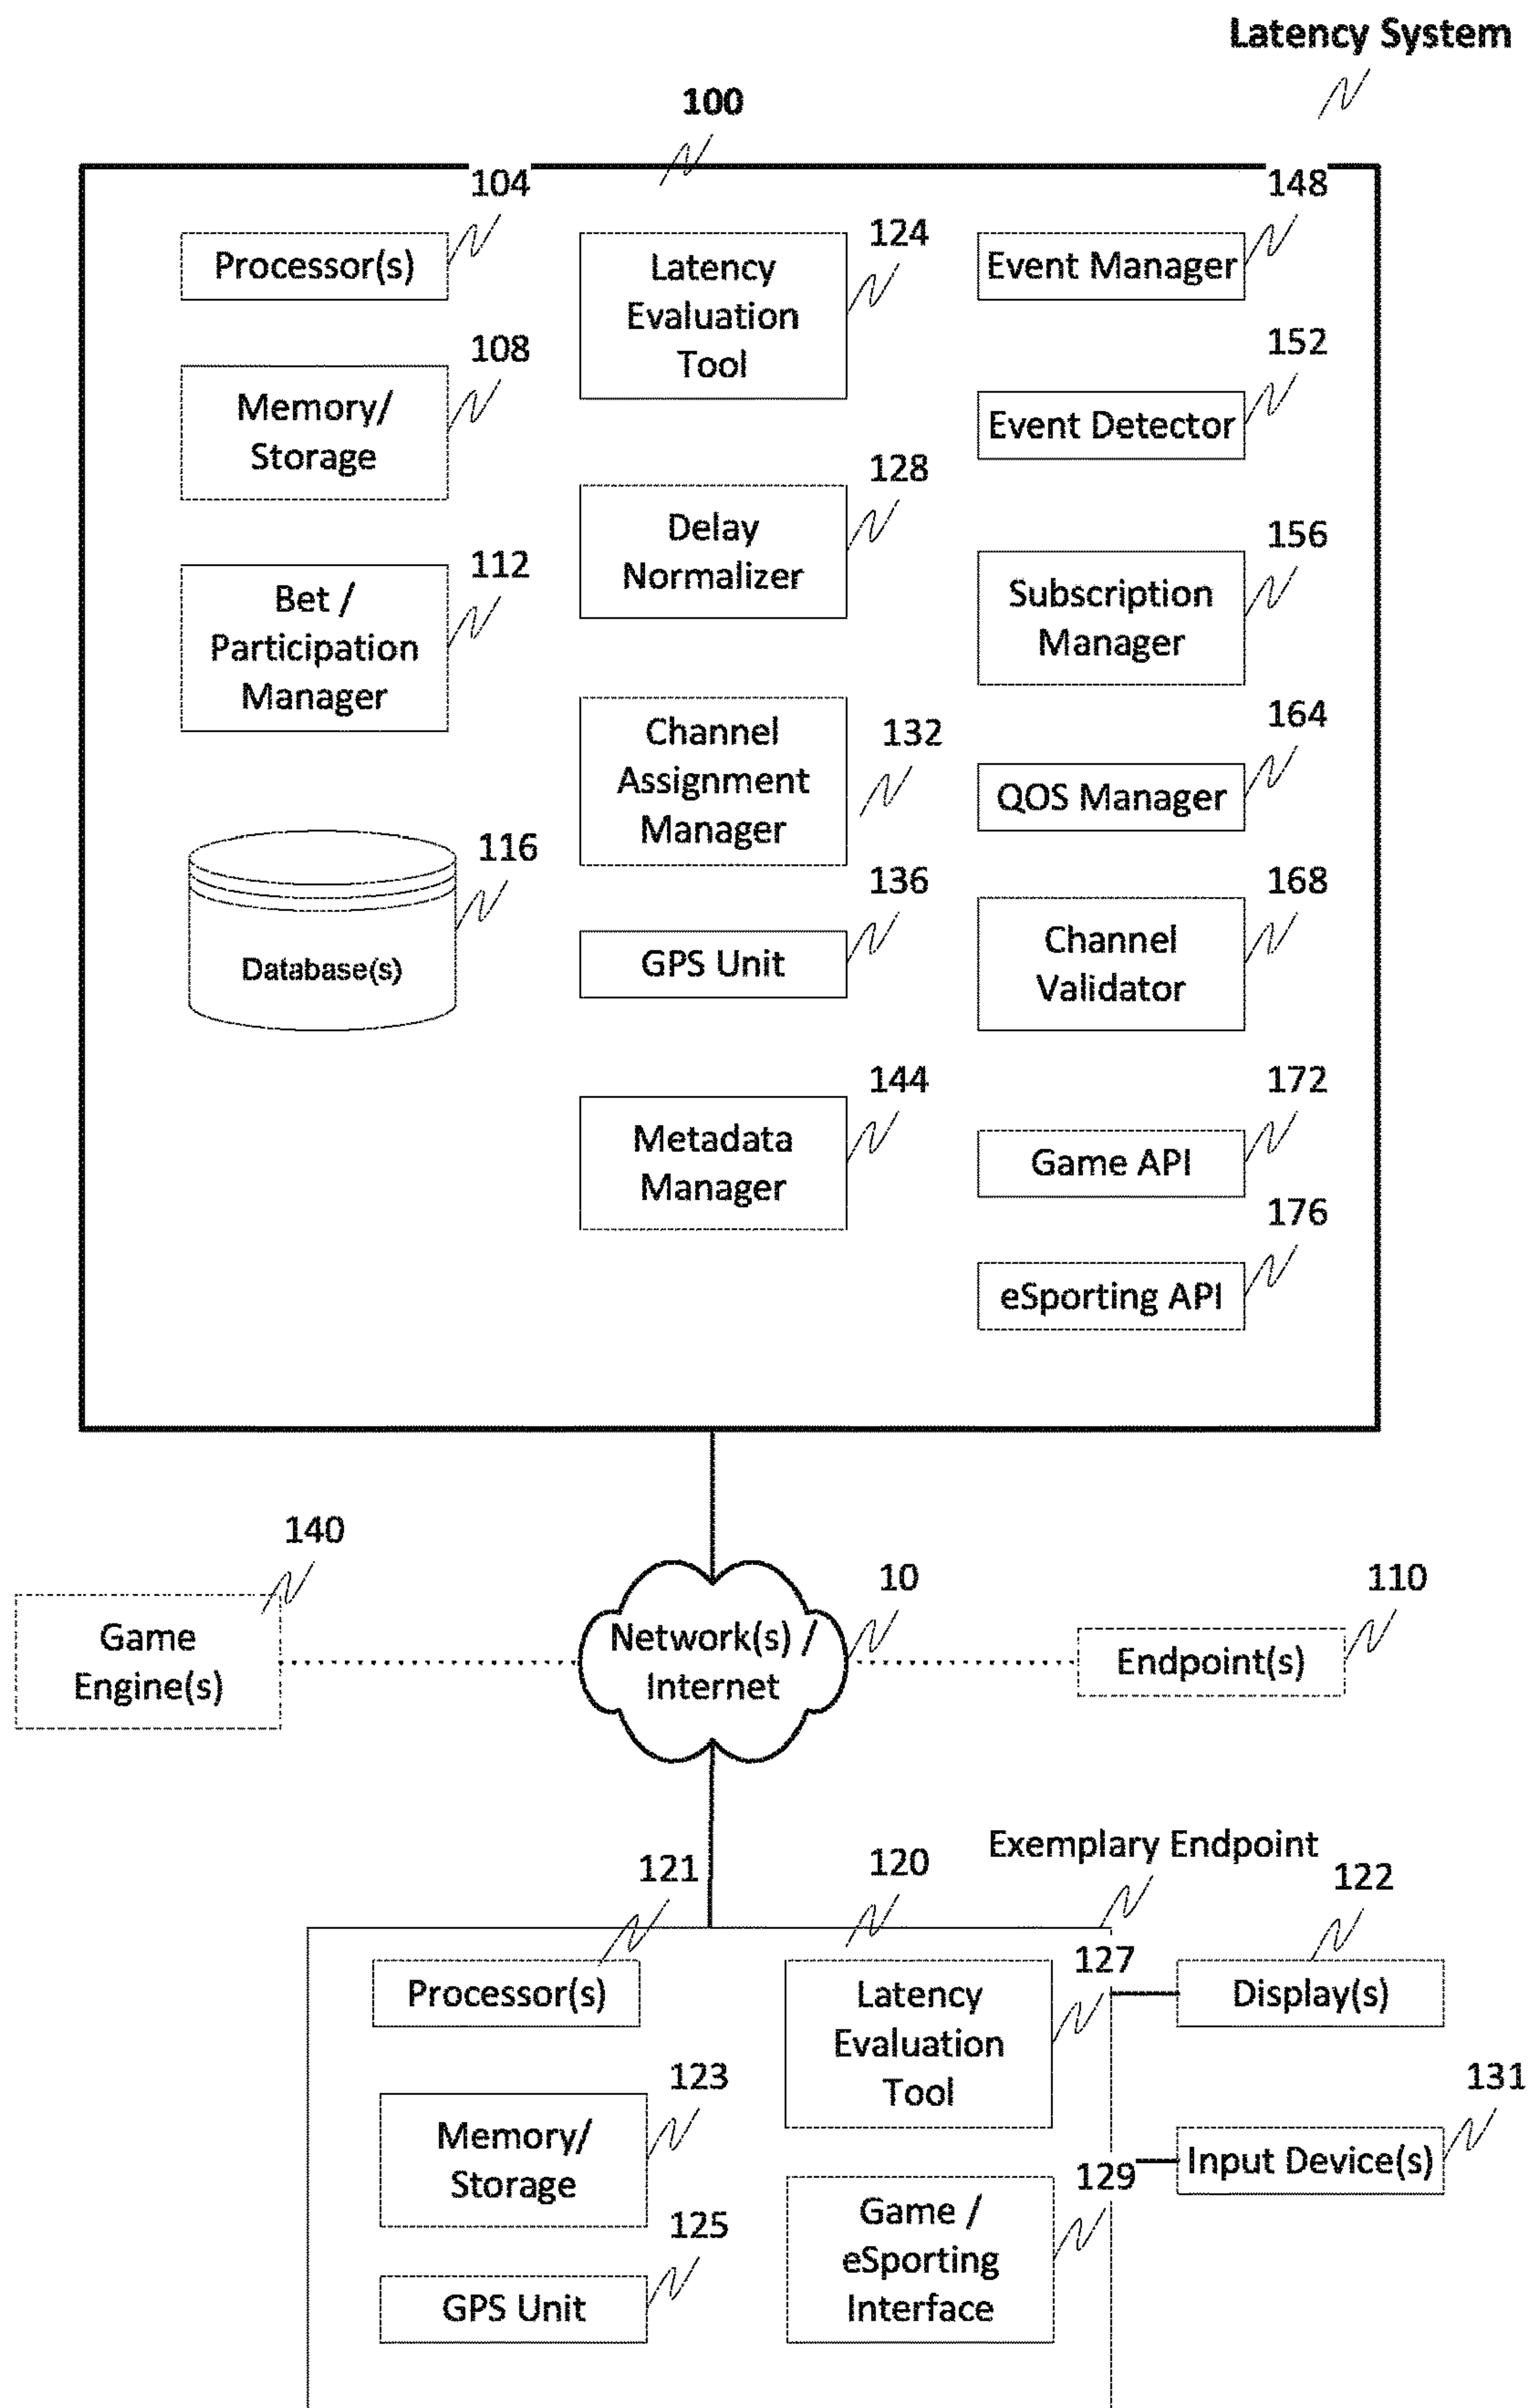 Latency System
100
104
Processor(s)
108
Memory/
Storage
112
Bet /
Participation
Manager
116
Database(s)
124
Latency
Evaluation
Tool
128
Delay
Normalizer
132
Channel
Assignment
Manager
136
GPS Unit
144
Metadata
Manager
148
Event Manager
152
Event Detector
156
Subscription
Manager
164
QOS Manager
168
Channel
Validator
172
Game API
176
eSporting API
140
Game
Engine(s)
10
Network(s) /
Internet
110
Endpoint(s)
Exemplary Endpoint
120
121
Processor(s)
123
Memory/
Storage
125
GPS Unit
127
Latency
Evaluation
Tool
129
Game /
eSporting
Interface
122
Display(s)
131
Input Device(s)